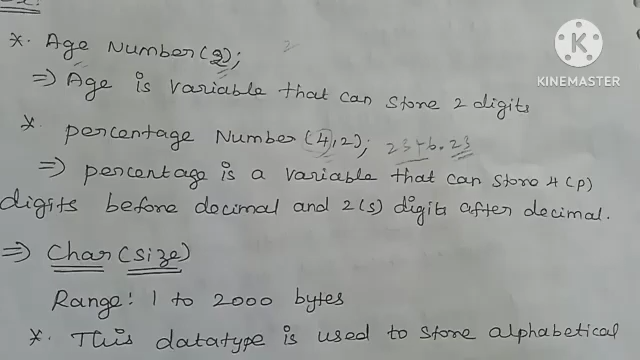 *. Age Number(2);
K
KINEMASTER
⇒ Age is variable that can store 2 digits
*. percentage Number(4,2); 2346.23
⇒ percentage is a variable that can store 4(p)
digits before decimal and 2(s) digits after decimal.
⇒ Char(size)
Range: 1 to 2000 bytes
*. This datatype is used to store alphabetical